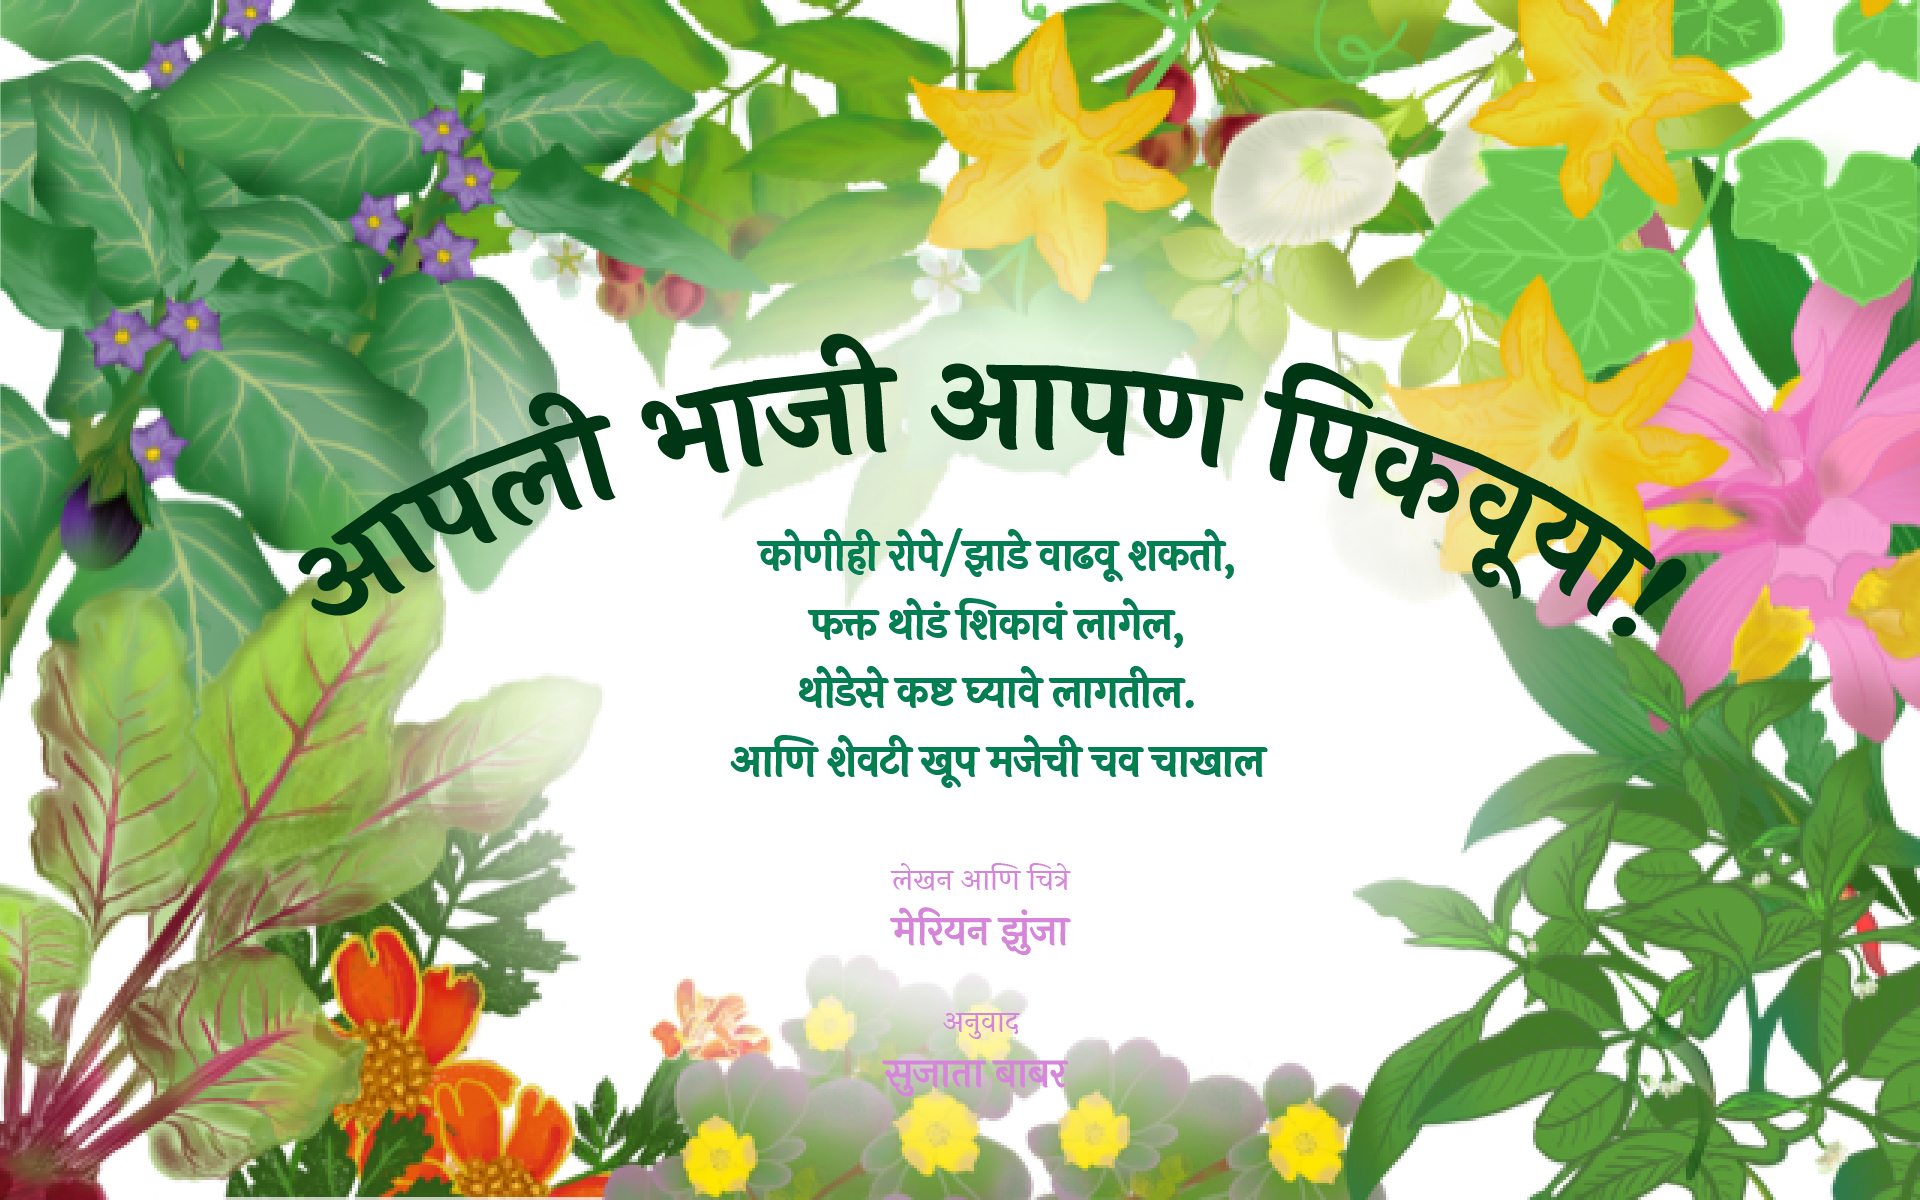 आपली भाजी आपण पिकवूया!
कोणीही रोपे/झाडे वाढवू शकतो,
फक्त थोडं शिकावं लागेल,
थोडेसे कष्ट घ्यावे लागतील.
आणि शेवटी खूप मजेची चव चाखाल
लेखन आणि चित्रे
मेरियन झुंजा
अनुवाद
सुजाता बाबर